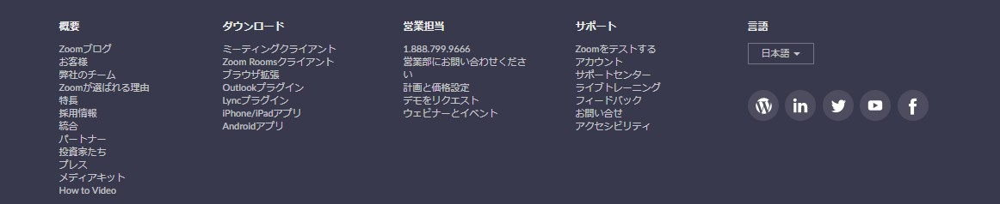 概要
Zoomブログ
お客様
弊社のチーム
Zoomが選ばれる理由
特長
採用情報
統合
パートナー
投資家たち
プレス
メディアキット
How to Video
ダウンロード
ミーティングクライアント
Zoom Roomsクライアント
ブラウザ拡張
Outlookプラグイン
Lyncプラグイン
iPhone/iPadアプリ
Androidアプリ
営業担当
1.888.799.9666
営業部にお問い合わせくださ
い
計画と価格設定
デモをリクエスト
ウェビナーとイベント
サポート
Zoomをテストする
アカウント
サポートセンター
ライブトレーニング
フィードバック
お問い合せ
アクセシビリティ
言語
日本語